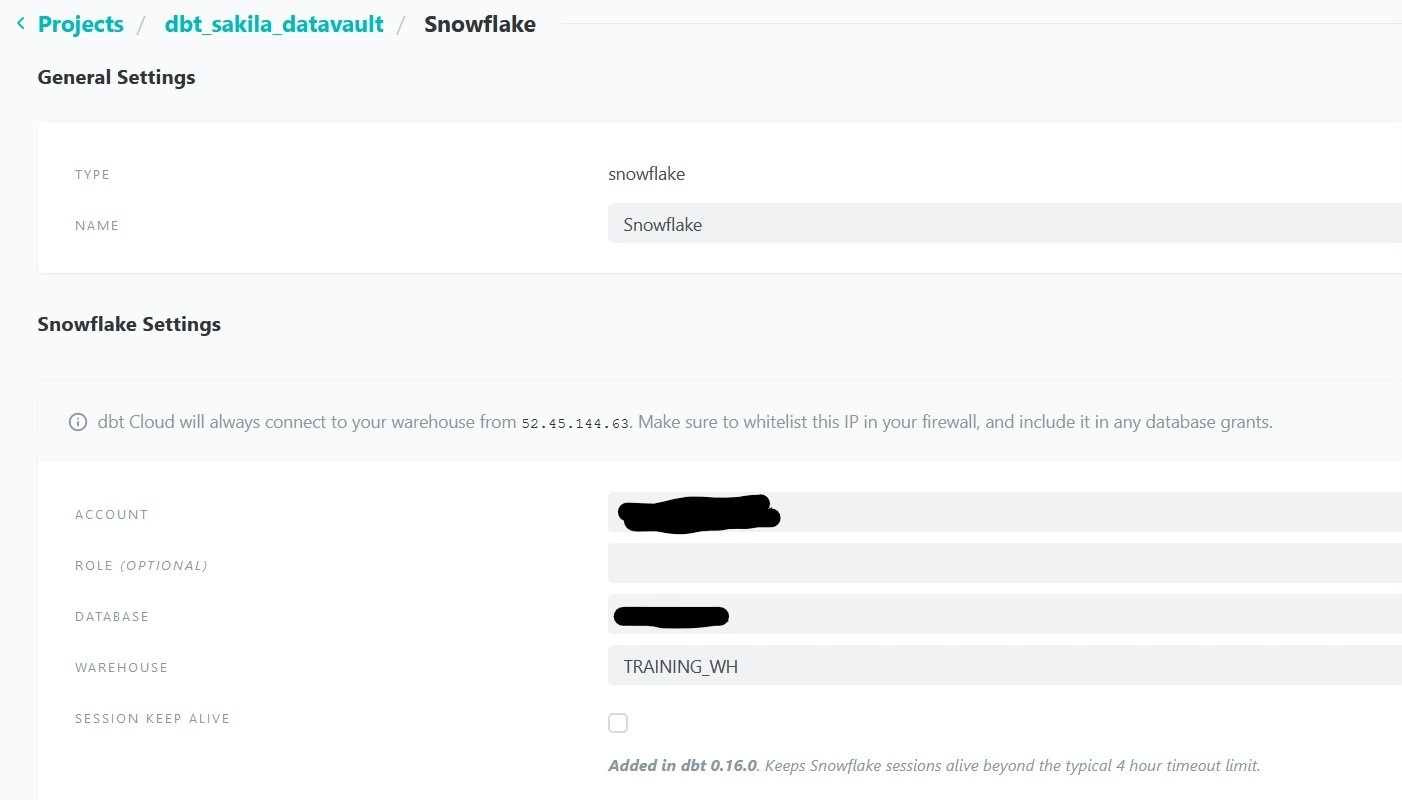 Projects / dbt_sakila_datavault / Snowflake
General Settings
TYPE snowflake
NAME Snowflake
Snowflake Settings
dbt Cloud will always connect to your warehouse from 52.45.144.63. Make sure to whitelist this IP in your firewall, and include it in any database grants.
ACCOUNT
ROLE (OPTIONAL)
DATABASE
WAREHOUSE TRAINING_WH
SESSION KEEP ALIVE
Added in dbt 0.16.0. Keeps Snowflake sessions alive beyond the typical 4 hour timeout limit.